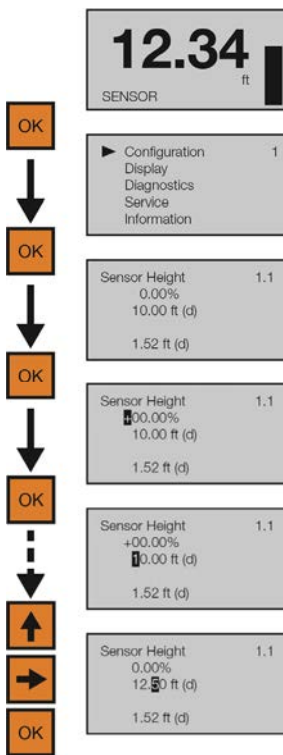 12.34
ft
SENSOR
OK
Configuration 1
Display
Diagnostics
Service
Information
OK
Sensor Height 1.1
0.00%
10.00 ft (d)
1.52 ft (d)
OK
Sensor Height 1.1
+00.00%
10.00 ft (d)
1.52 ft (d)
OK
Sensor Height 1.1
+00.00%
10.00 ft (d)
1.52 ft (d)
Sensor Height 1.1
0.00%
12.50 ft (d)
1.52 ft (d)
OK